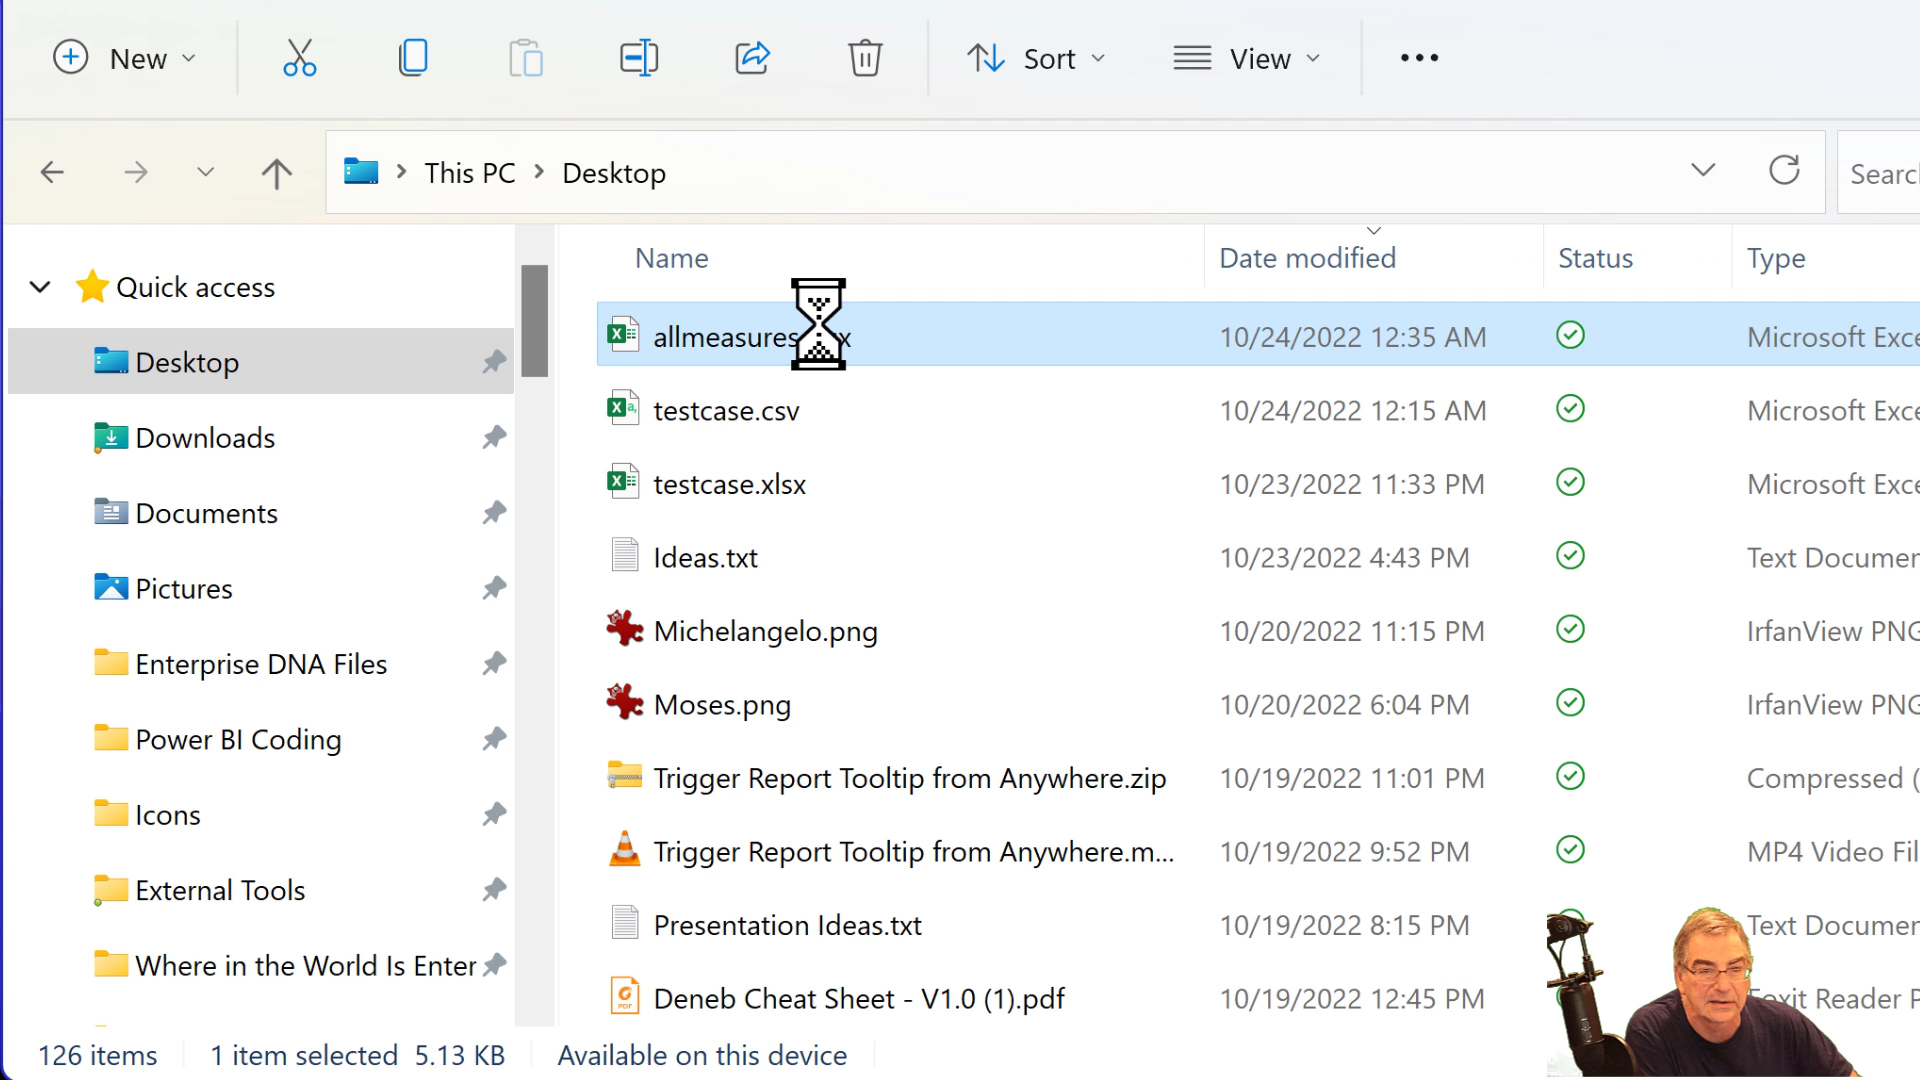 New
Sort
View
This PC
Desktop
Searc
Name
Date modified
Status
Type
Quick access
Desktop
Downloads
Documents
Pictures
Enterprise DNA Files
Power BI Coding
Icons
External Tools
Where in the World Is Enter
allmeasures x 10/24/2022 12:35 AM Microsoft Exce
testcase.csv 10/24/2022 12:15 AM Microsoft Exce
testcase.xlsx 10/23/2022 11:33 PM Microsoft Exce
Ideas.txt 10/23/2022 4:43 PM Text Documen
Michelangelo.png 10/20/2022 11:15 PM IrfanView PNG
Moses.png 10/20/2022 6:04 PM IrfanView PNG
Trigger Report Tooltip from Anywhere.zip 10/19/2022 11:01 PM Compressed (
Trigger Report Tooltip from Anywhere.m... 10/19/2022 9:52 PM MP4 Video Fil
Presentation Ideas.txt 10/19/2022 8:15 PM Text Documen
Deneb Cheat Sheet - V1.0 (1).pdf 10/19/2022 12:45 PM Foxit Reader P
126 items
1 item selected 5.13 KB
Available on this device